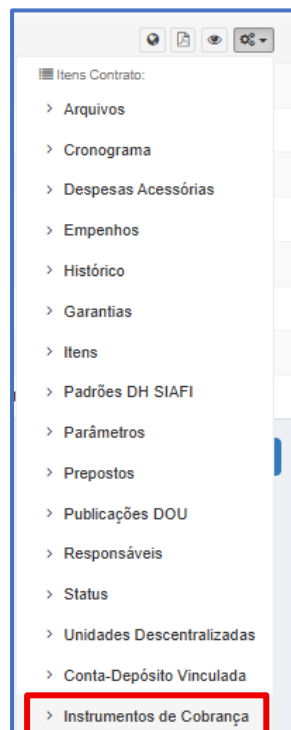 Itens Contrato:
Arquivos
Cronograma
Despesas Acessórias
Empenhos
Histórico
Garantias
Itens
Padrões DH SIAFI
Parâmetros
Prepostos
Publicações DOU
Responsáveis
Status
Unidades Descentralizadas
Conta-Depósito Vinculada
Instrumentos de Cobrança